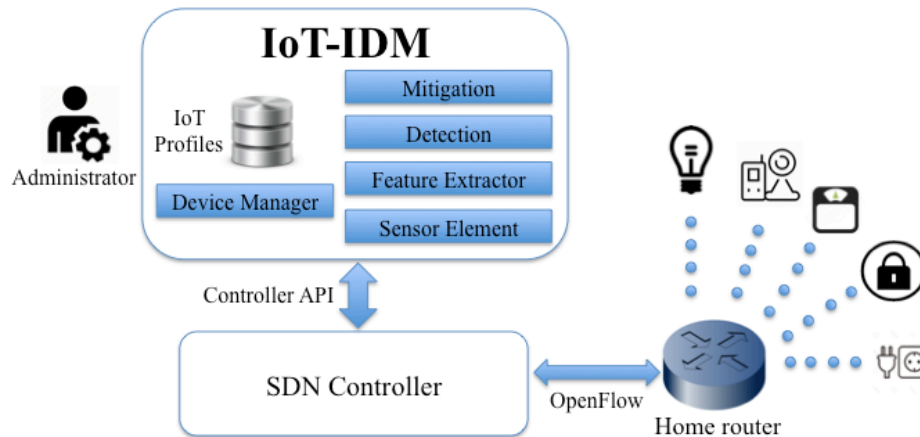 IoT-IDM
Mitigation
IoT
Profiles
Detection
Administrator
Feature Extractor
Device Manager
Sensor Element
Controller API
SDN Controller
OpenFlow
Home router